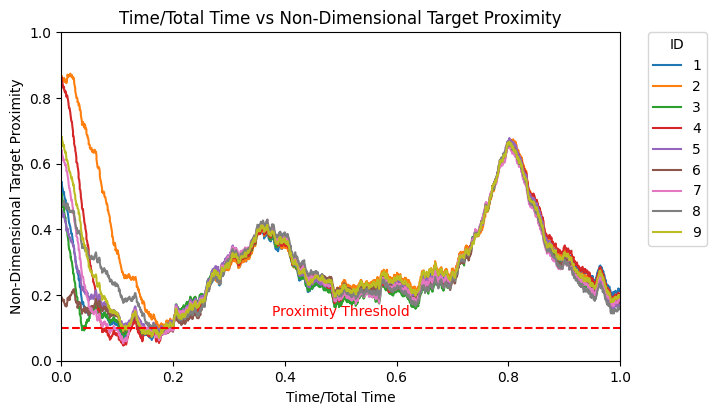 Time/Total Time vs Non-Dimensional Target Proximity
Non-Dimensional Target Proximity
1.0
0.8
0.6
0.4
0.2
0.0
Proximity Threshold
0.0 0.2 0.4 0.6 0.8 1.0
Time/Total Time
ID
1
2
3
4
5
6
7
8
9